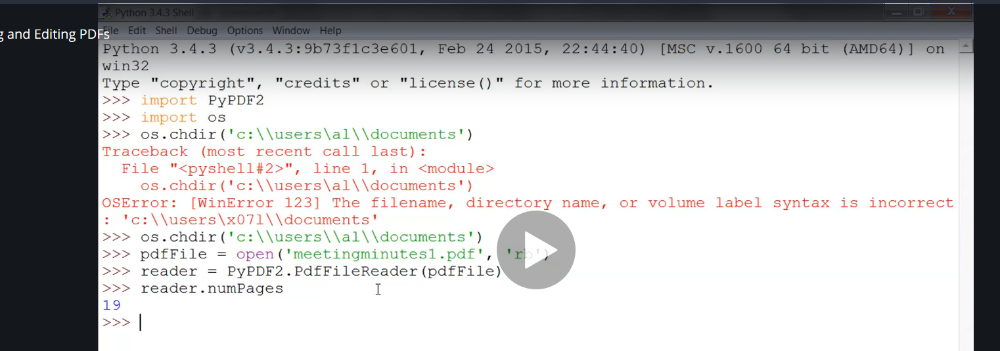 Python 3.4.3 Shell
g and Editing PDFs
File Edit Shell Debug Options Window Help
Python 3.4.3 (v3.4.3:9b73f1c3e601, Feb 24 2015, 22:44:40) [MSC v.1600 64 bit (AMD64)] on
win32
Type "copyright", "credits" or "license()" for more information.
>>> import PyPDF2
>>> import os
>>> os.chdir('c:\\users\al\\documents')
Traceback (most recent call last):
  File "<pyshell#2>", line 1, in <module>
    os.chdir('c:\\users\al\\documents')
OSError: [WinError 123] The filename, directory name, or volume label syntax is incorrect
: 'c:\\users\x07l\\documents'
>>> os.chdir('c:\\users\\al\\documents')
>>> pdfFile = open('meetingminutes1.pdf', 'rb')
>>> reader = PyPDF2.PdfFileReader(pdfFile)
>>> reader.numPages
19
>>>